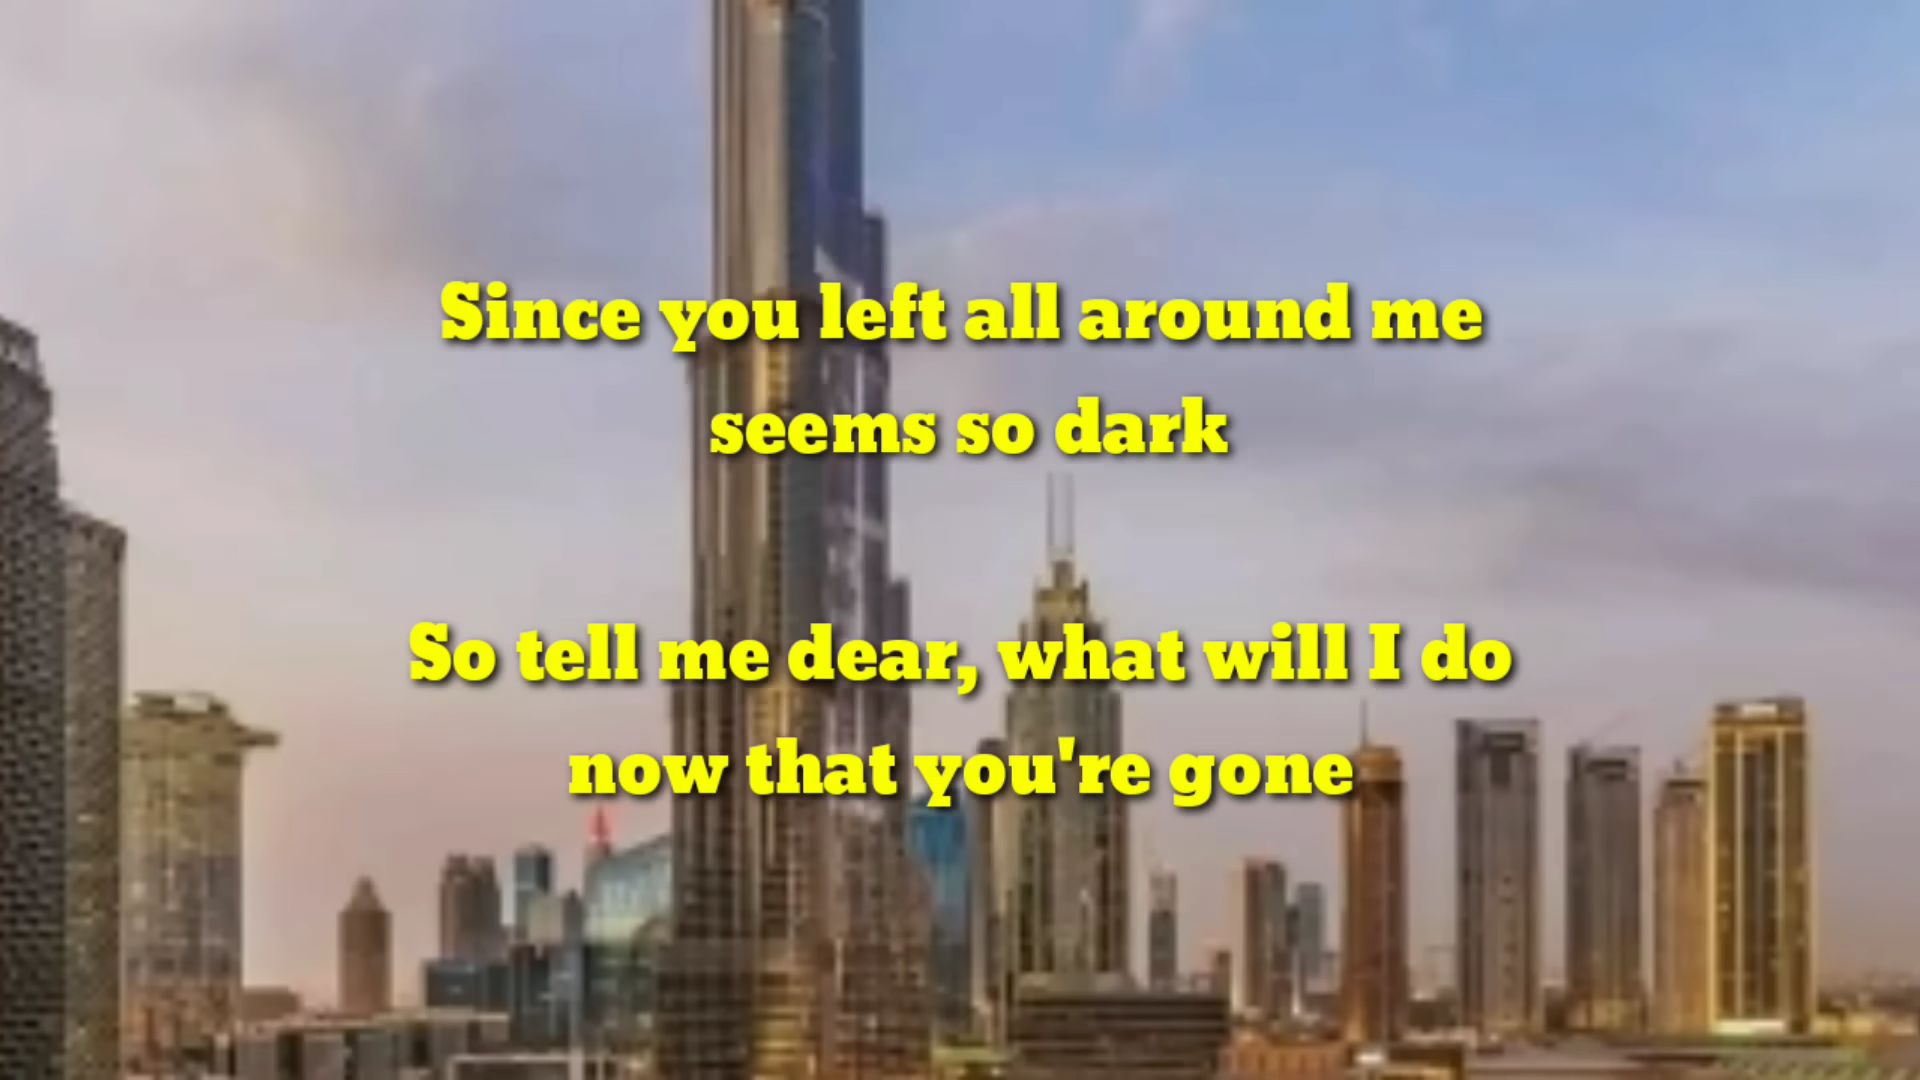 Since you left all around me
seems so dark
So tell me dear, what will I do
now that you're gone